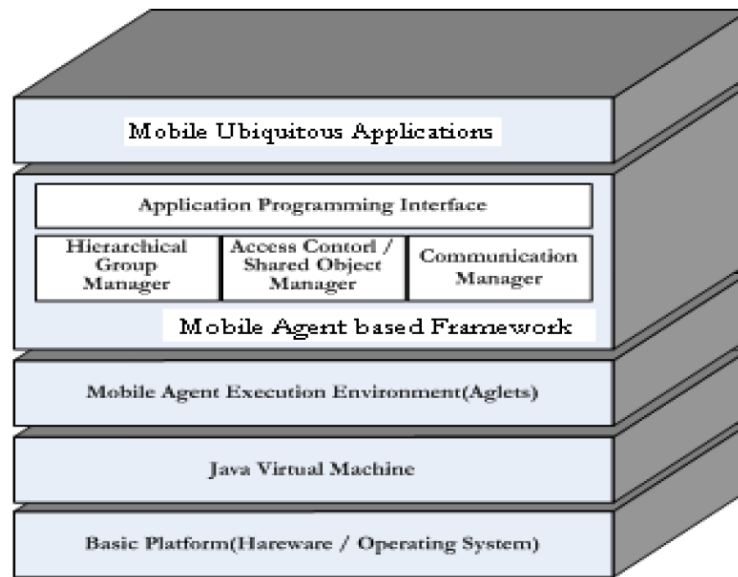 Mobile Ubiquitous Applications
Application Programming Interface
Hierarchical
Group
Manager
Access Contorl /
Shared Object
Manager
Communication
Manager
Mobile Agent based Framework
Mobile Agent Execution Environment(Aglets)
Java Virtual Machine
Basic Platform(Hareware / Operating System)